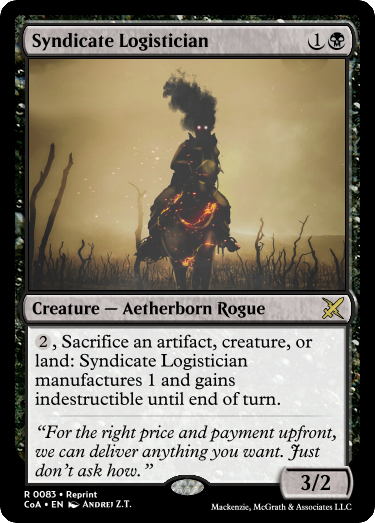 Syndicate Logistician 1
Creature — Aetherborn Rogue
2, Sacrifice an artifact, creature, or
land: Syndicate Logistician
manufactures 1 and gains
indestructible until end of turn.
“For the right price and payment upfront,
we can deliver anything you want. Just
don’t ask how.”
3/2
R 0083 • Reprint
CoA • EN Andrej Z.T.
Mackenzie, McGrath & Associates LLC